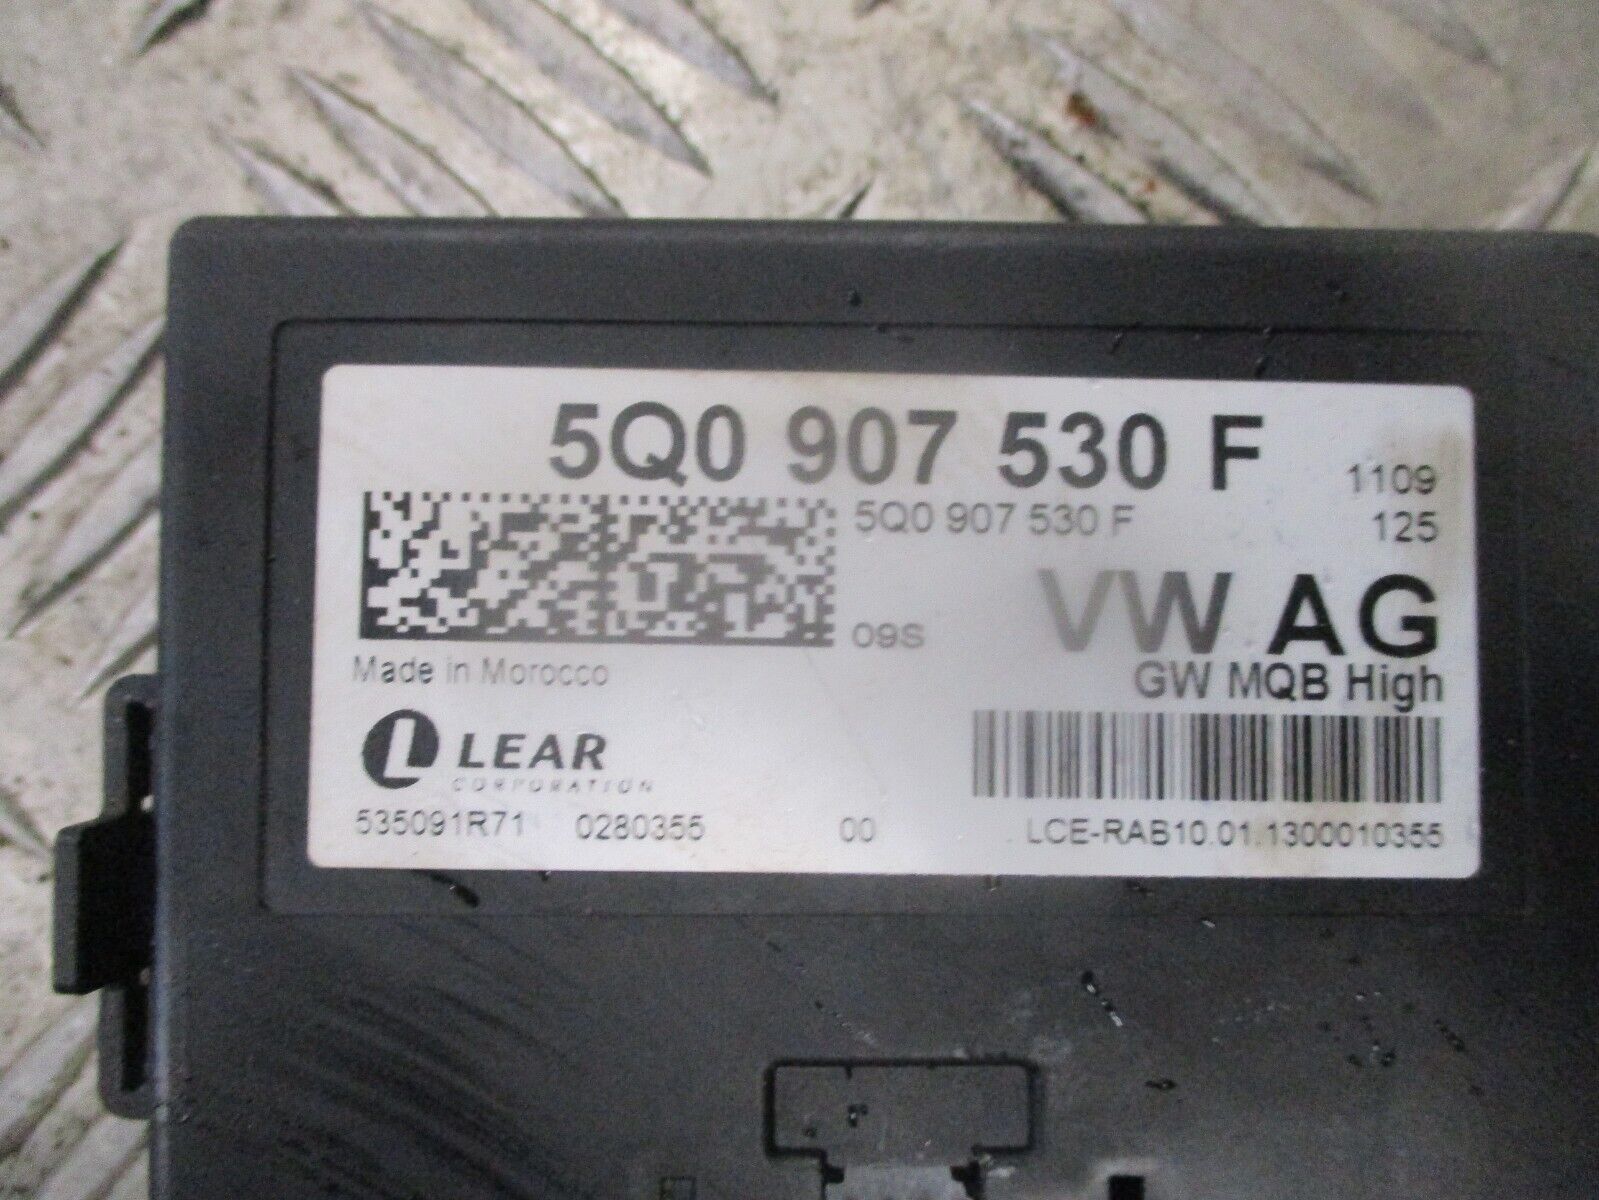 5Q0 907 530 F
1109
5Q0 907 530 F
125
09S
VW AG
Made in Morocco
GW MQB High
LEAR
CORPORATION
535091R71 0280355 00 LCE-RAB10.01.1300010355